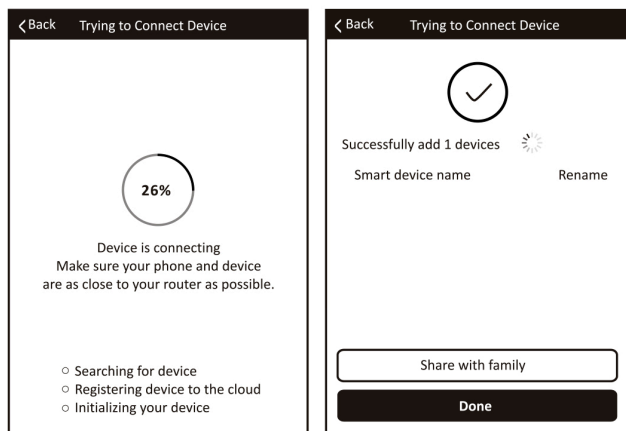 Back Trying to Connect Device
26%
Device is connecting
Make sure your phone and device
are as close to your router as possible.
Searching for device
Registering device to the cloud
Initializing your device
Back Trying to Connect Device
Successfully add 1 devices
Smart device name Rename
Share with family
Done